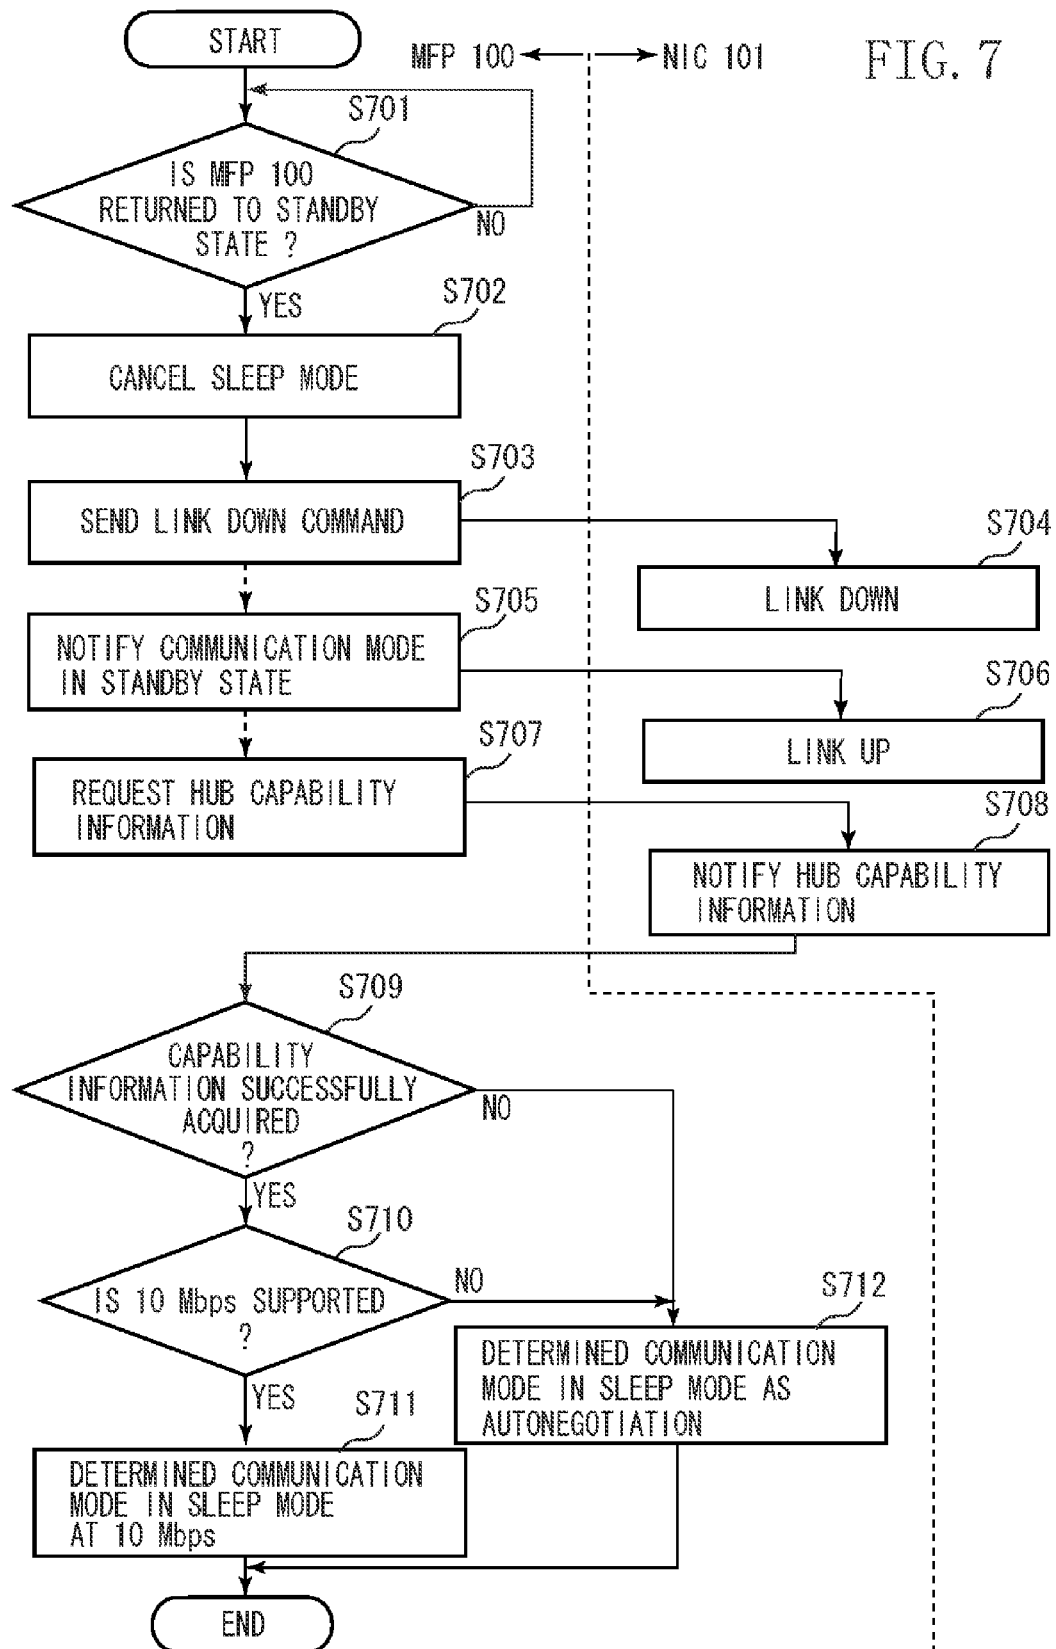 START
MFP 100
NIC 101
FIG. 7
S701
IS MFP 100
RETURNED TO STANDBY
STATE ?
NO
YES
S702
CANCEL SLEEP MODE
S703
SEND LINK DOWN COMMAND
S704
LINK DOWN
S705
NOTIFY COMMUNICATION MODE
IN STANDBY STATE
S706
LINK UP
S707
REQUEST HUB CAPABILITY
INFORMATION
S708
NOTIFY HUB CAPABILITY
INFORMATION
S709
CAPABILITY
INFORMATION SUCCESSFULLY
ACQUIRED
?
NO
YES
S710
IS 10 Mbps SUPPORTED
?
NO
YES
S712
DETERMINED COMMUNICATION
MODE IN SLEEP MODE AS
AUTONEGOTIATION
S711
DETERMINED COMMUNICATION
MODE IN SLEEP MODE
AT 10 Mbps
END